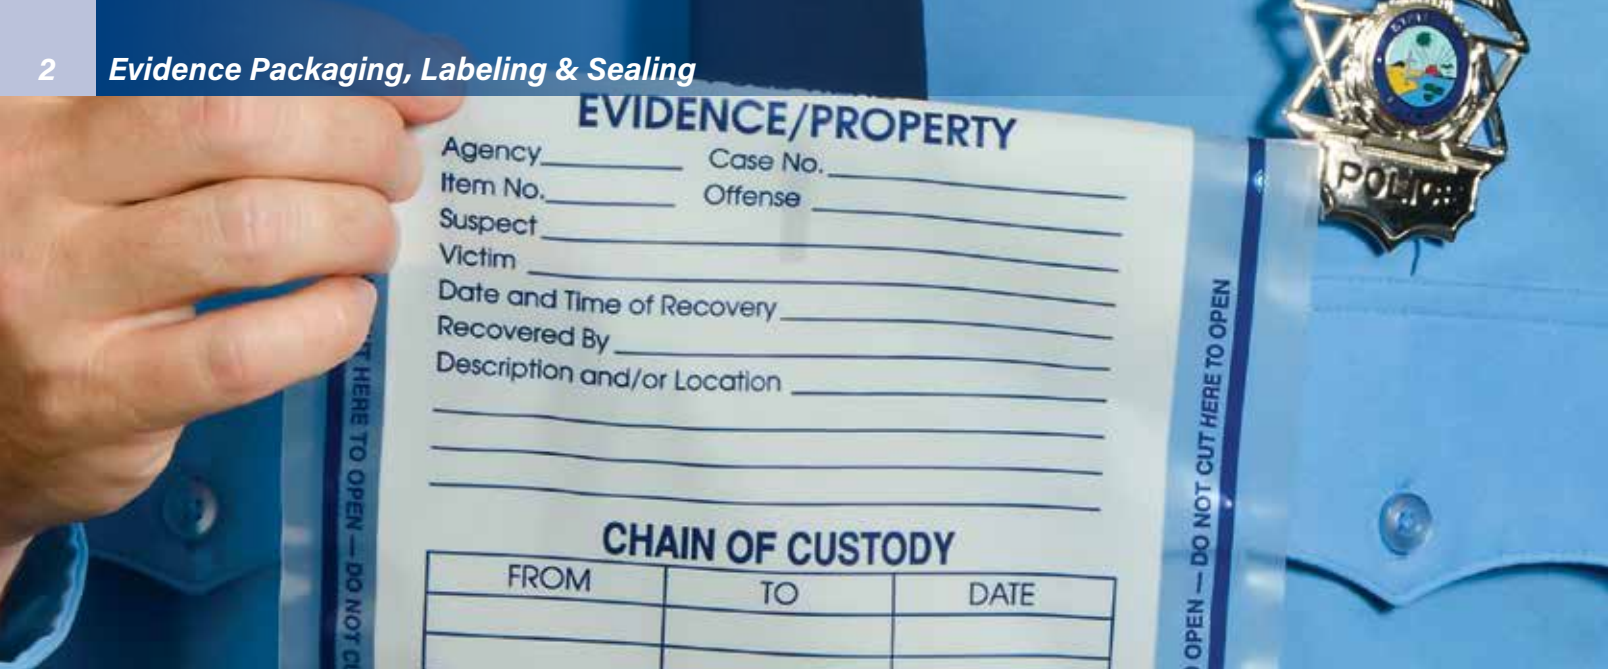 2 Evidence Packaging, Labeling & Sealing
EVIDENCE/PROPERTY
Agency Case No.
Item No. Offense
Suspect
Victim
Date and Time of Recovery
Recovered By
Description and/or Location
CHAIN OF CUSTODY
FROM TO DATE
HERE TO OPEN — DO NOT
OPEN — DO NOT CUT HERE TO OPEN
POLICE